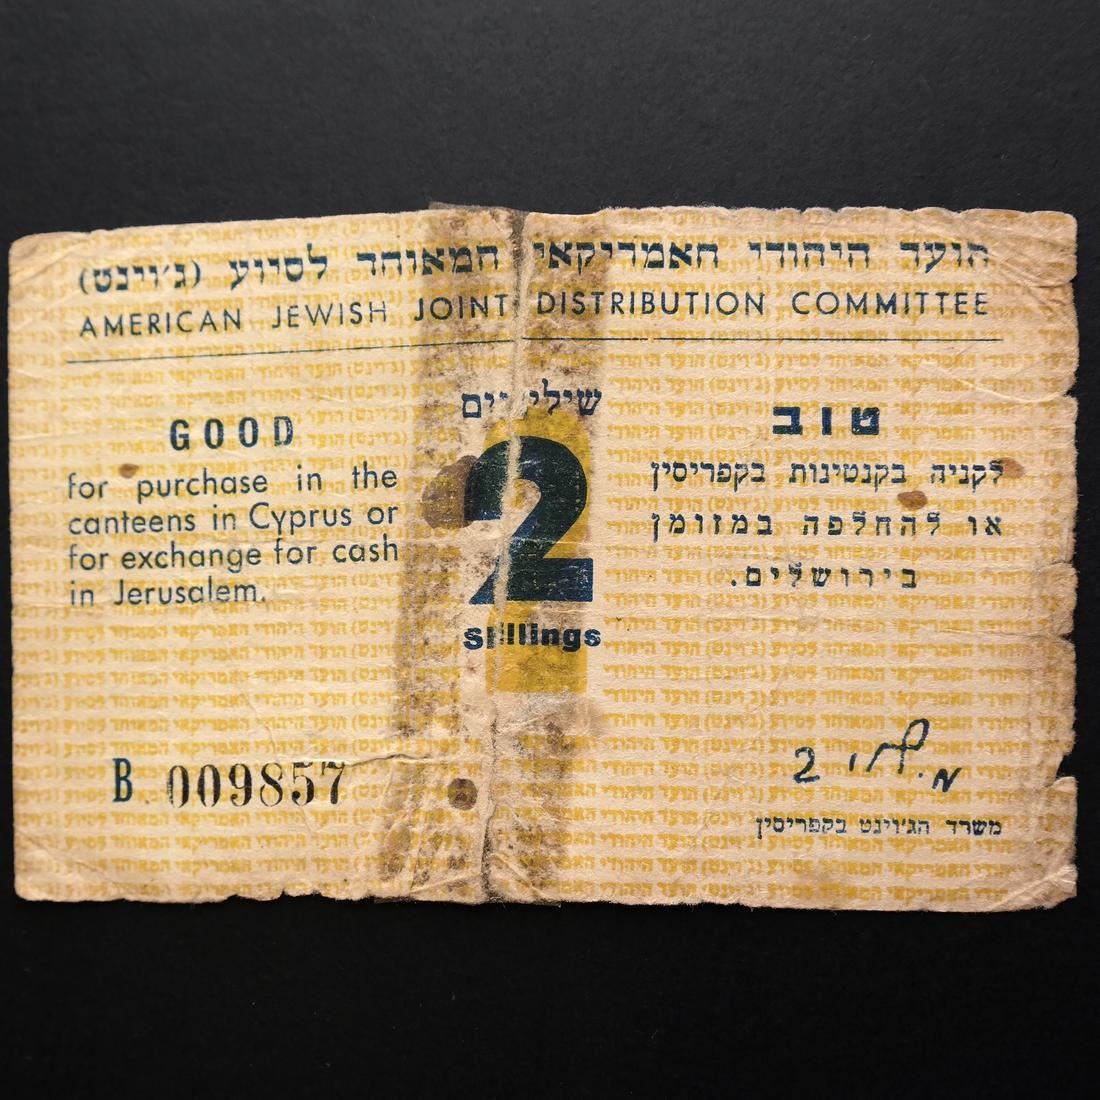 הועד היהודי האמריקאי המאוחד לסיוע (ג׳וינט)
AMERICAN JEWISH JOINT DISTRIBUTION COMMITTEE
GOOD
for purchase in the
canteens in Cyprus or
for exchange for cash
in Jerusalem.
שילינגים
2
Shillings
טוב
לקניה בקנטינות בקפריסין
או להחלפה במזומן
בירושלים.
B 009857
משרד הג׳וינט בקפריסין